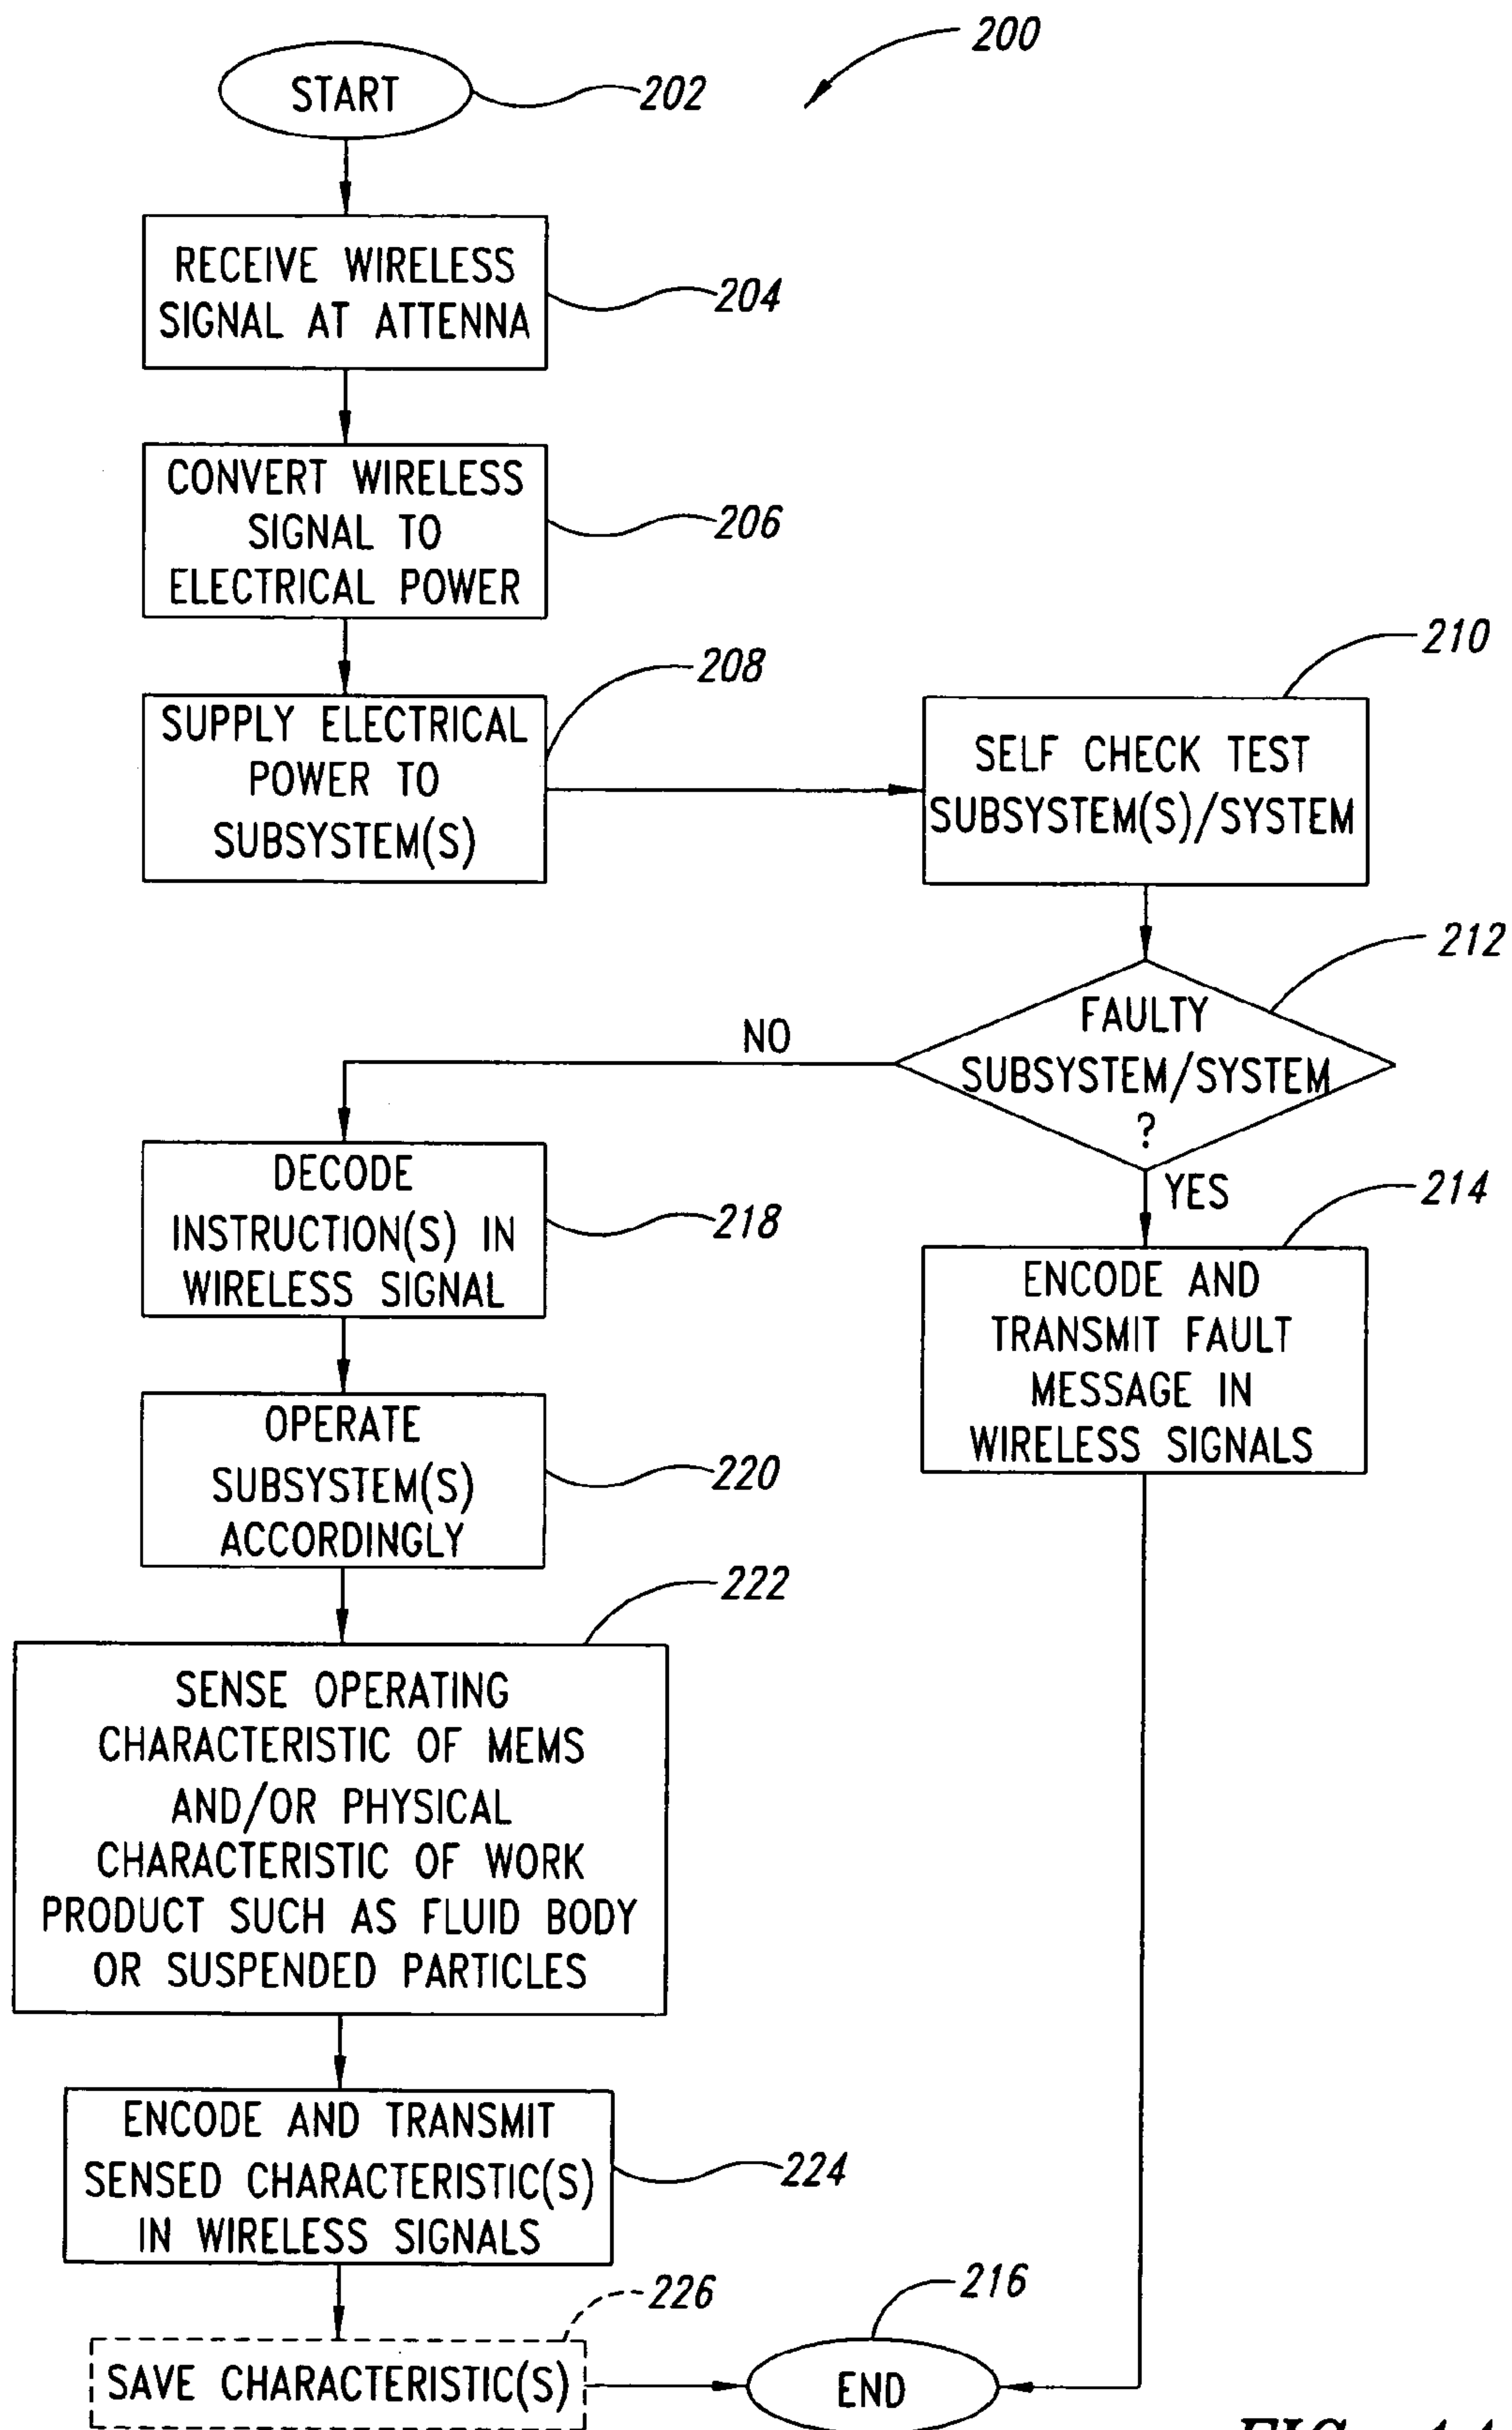 200
START
202
RECEIVE WIRELESS
SIGNAL AT ATTENNA
204
CONVERT WIRELESS
SIGNAL TO
ELECTRICAL POWER
206
SUPPLY ELECTRICAL
POWER TO
SUBSYSTEM(S)
208
SELF CHECK TEST
SUBSYSTEM(S)/SYSTEM
210
FAULTY
SUBSYSTEM/SYSTEM
?
212
NO
YES
ENCODE AND
TRANSMIT FAULT
MESSAGE IN
WIRELESS SIGNALS
214
DECODE
INSTRUCTION(S) IN
WIRELESS SIGNAL
218
OPERATE
SUBSYSTEM(S)
ACCORDINGLY
220
SENSE OPERATING
CHARACTERISTIC OF MEMS
AND/OR PHYSICAL
CHARACTERISTIC OF WORK
PRODUCT SUCH AS FLUID BODY
OR SUSPENDED PARTICLES
222
ENCODE AND TRANSMIT
SENSED CHARACTERISTIC(S)
IN WIRELESS SIGNALS
224
SAVE CHARACTERISTIC(S)
226
END
216